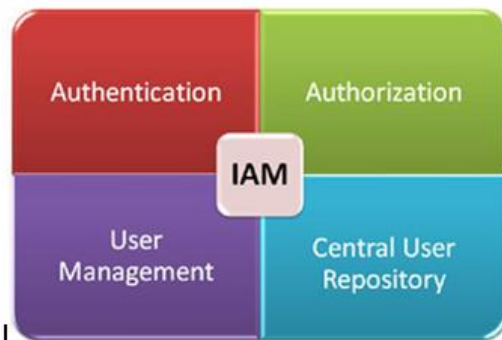 Authentication
Authorization
IAM
User
Management
Central User
Repository